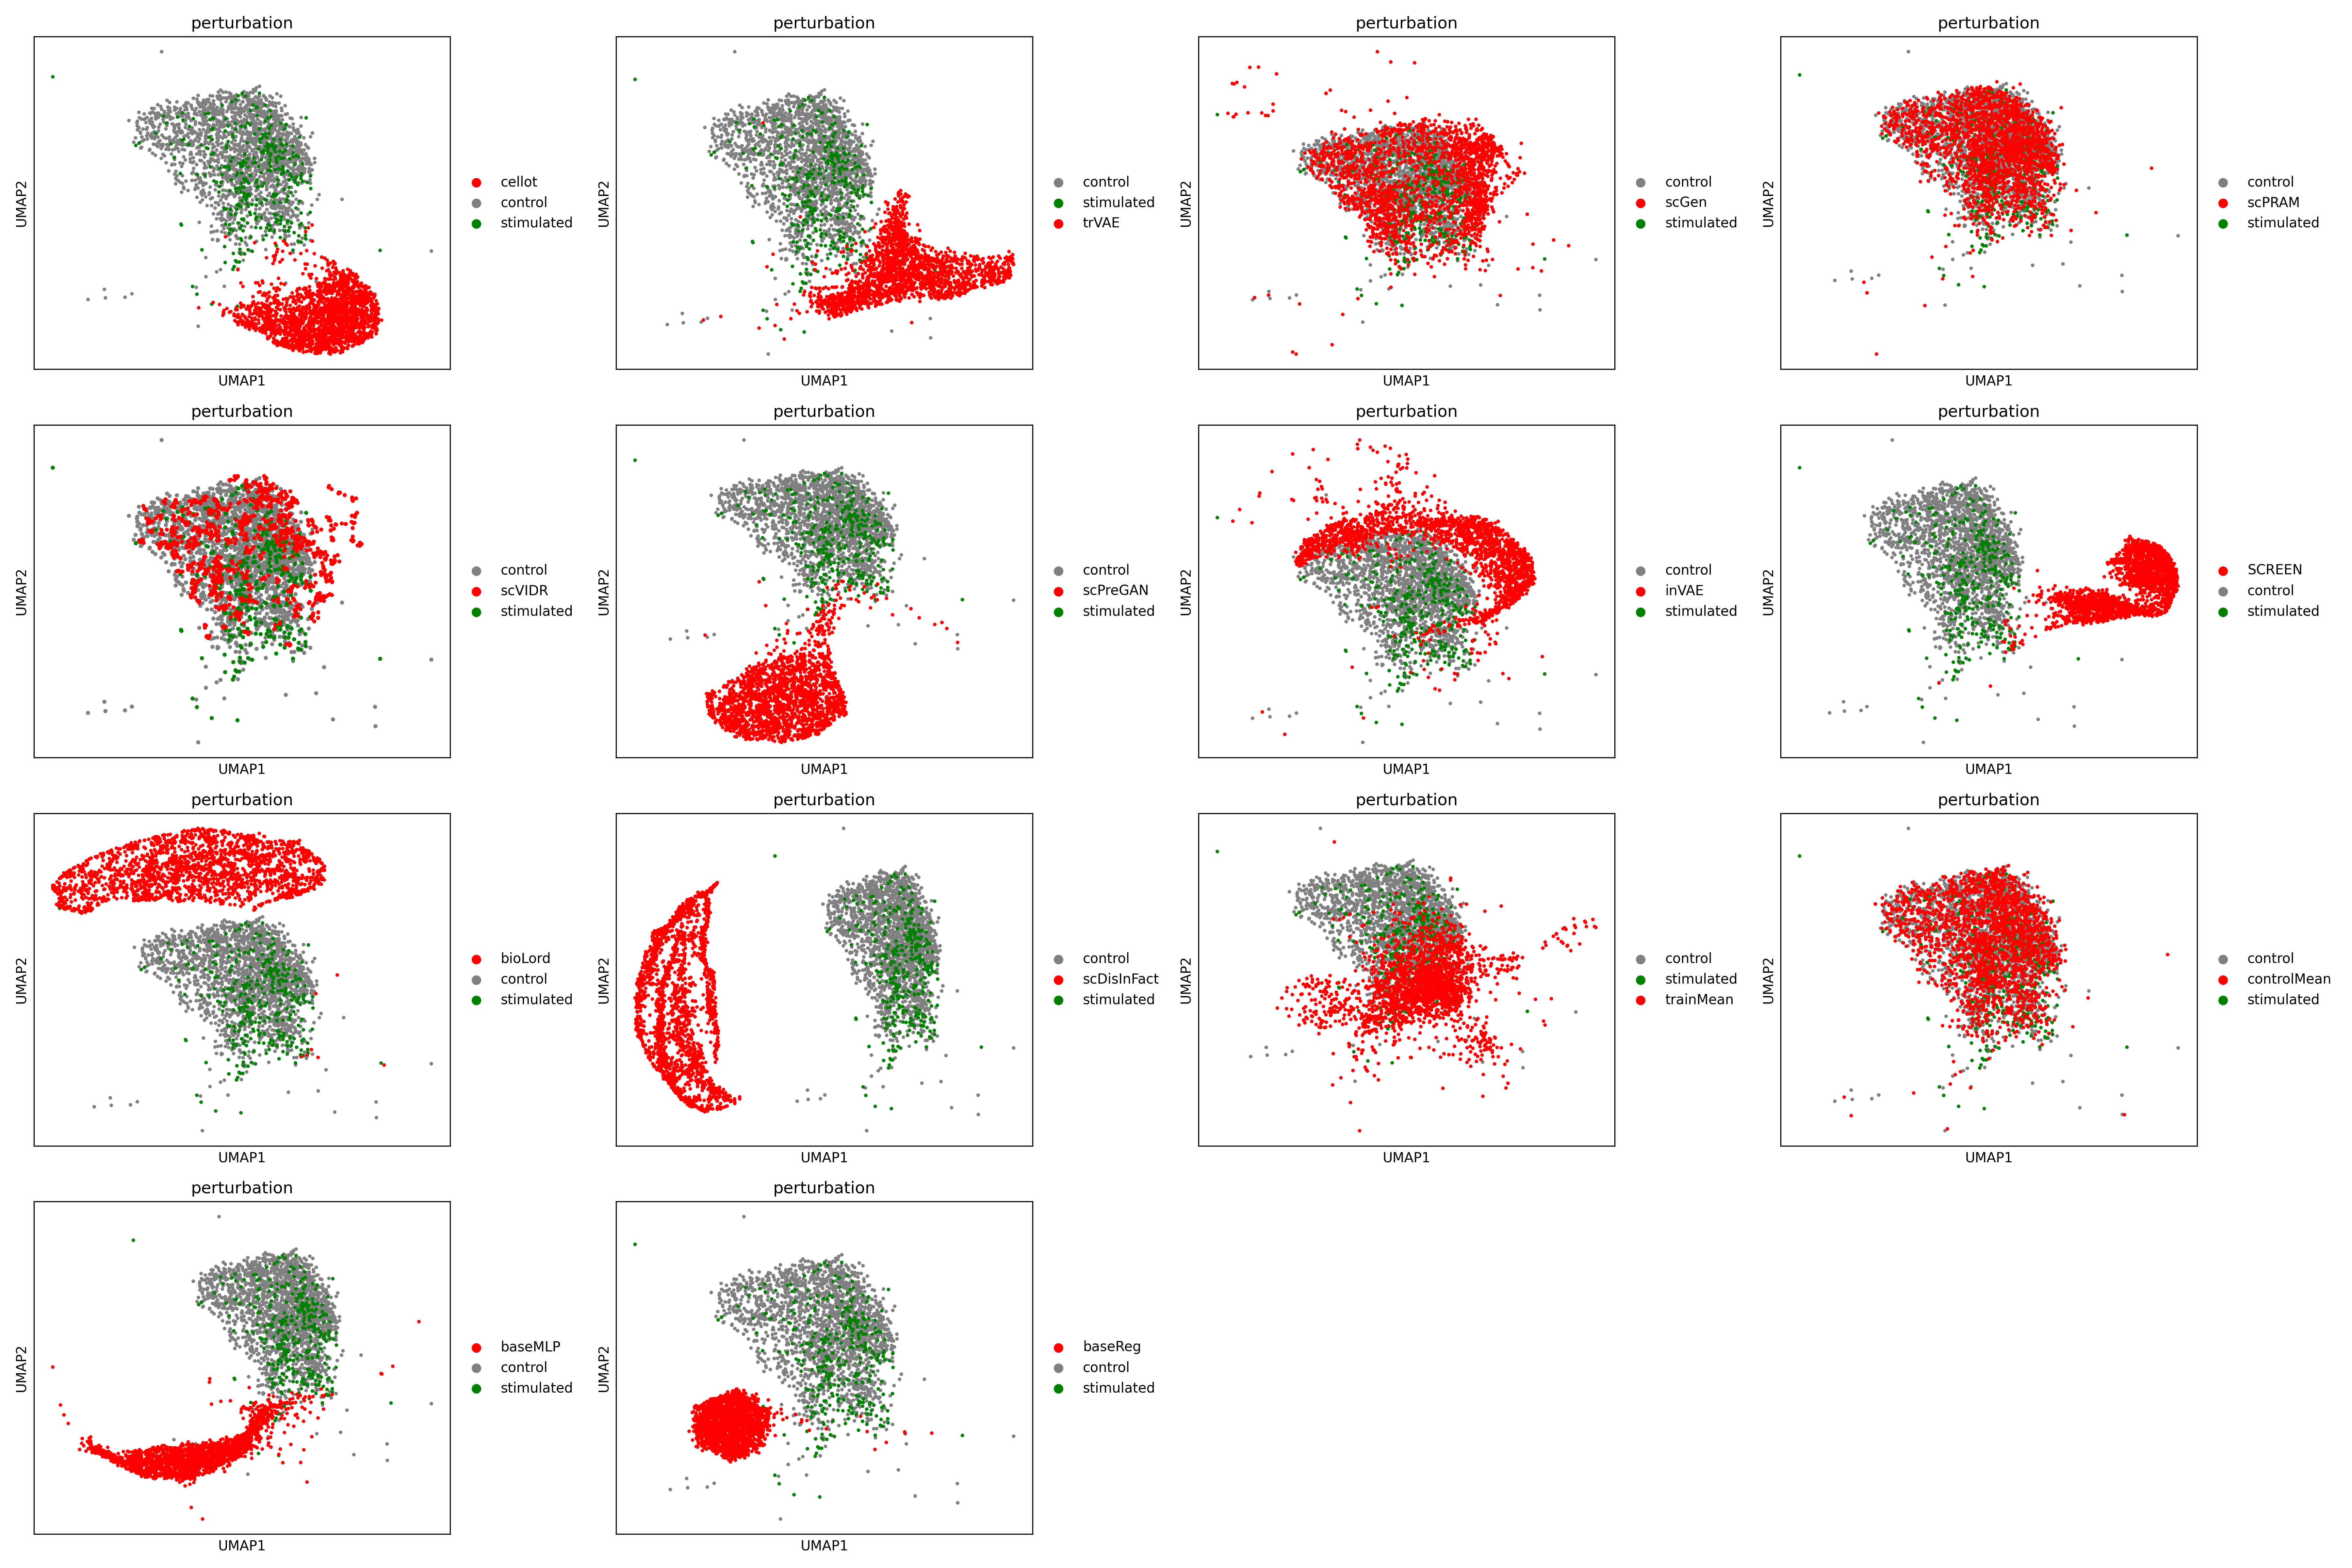 perturbation
UMAP2
UMAP1
cellot
control
stimulated
perturbation
UMAP2
UMAP1
control
stimulated
trVAE
perturbation
UMAP2
UMAP1
control
scGen
stimulated
perturbation
UMAP2
UMAP1
control
scPRAM
stimulated
perturbation
UMAP2
UMAP1
control
scVIDR
stimulated
perturbation
UMAP2
UMAP1
control
scPreGAN
stimulated
perturbation
UMAP2
UMAP1
control
inVAE
stimulated
perturbation
UMAP2
UMAP1
SCREEN
control
stimulated
perturbation
UMAP2
UMAP1
bioLord
control
stimulated
perturbation
UMAP2
UMAP1
control
scDisInFact
stimulated
perturbation
UMAP2
UMAP1
control
stimulated
trainMean
perturbation
UMAP2
UMAP1
control
controlMean
stimulated
perturbation
UMAP2
UMAP1
baseMLP
control
stimulated
perturbation
UMAP2
UMAP1
baseReg
control
stimulated